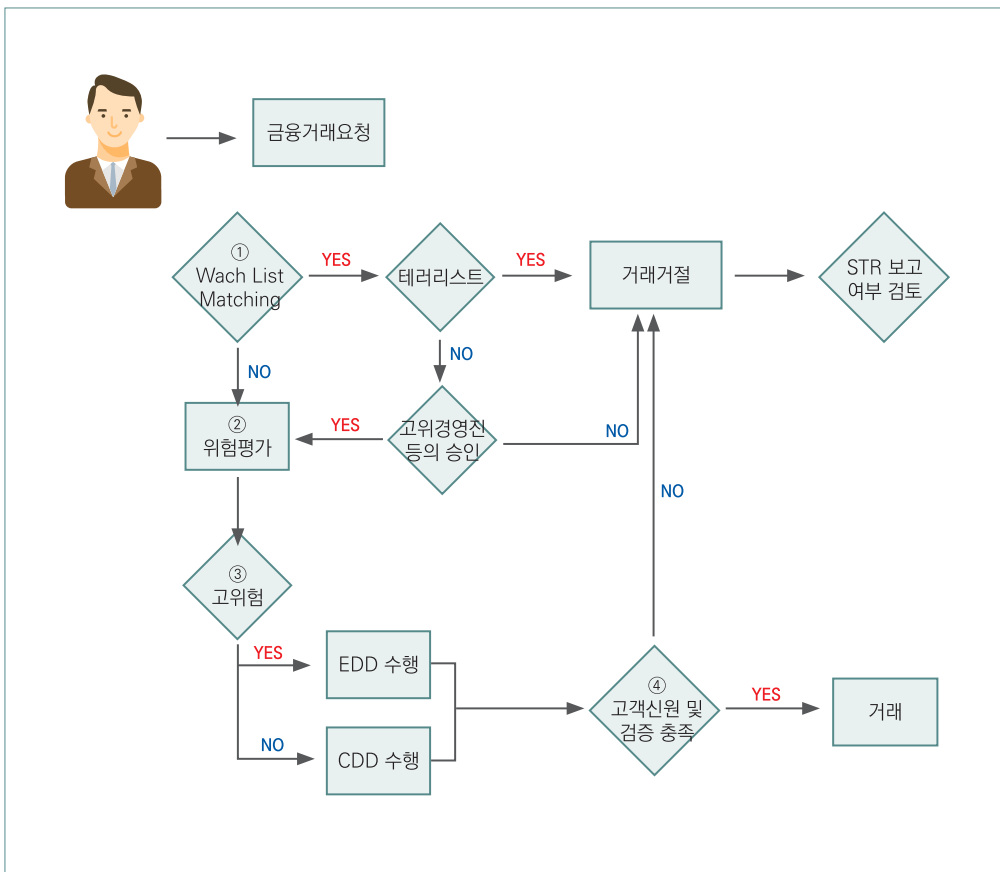 금융거래요청
①
Wach List
Matching
YES
테러리스트
YES
거래거절
STR 보고
여부 검토
NO
NO
②
위험평가
YES
고위경영진
등의 승인
NO
NO
③
고위험
YES
EDD 수행
NO
CDD 수행
④
고객신원 및
검증 충족
YES
거래